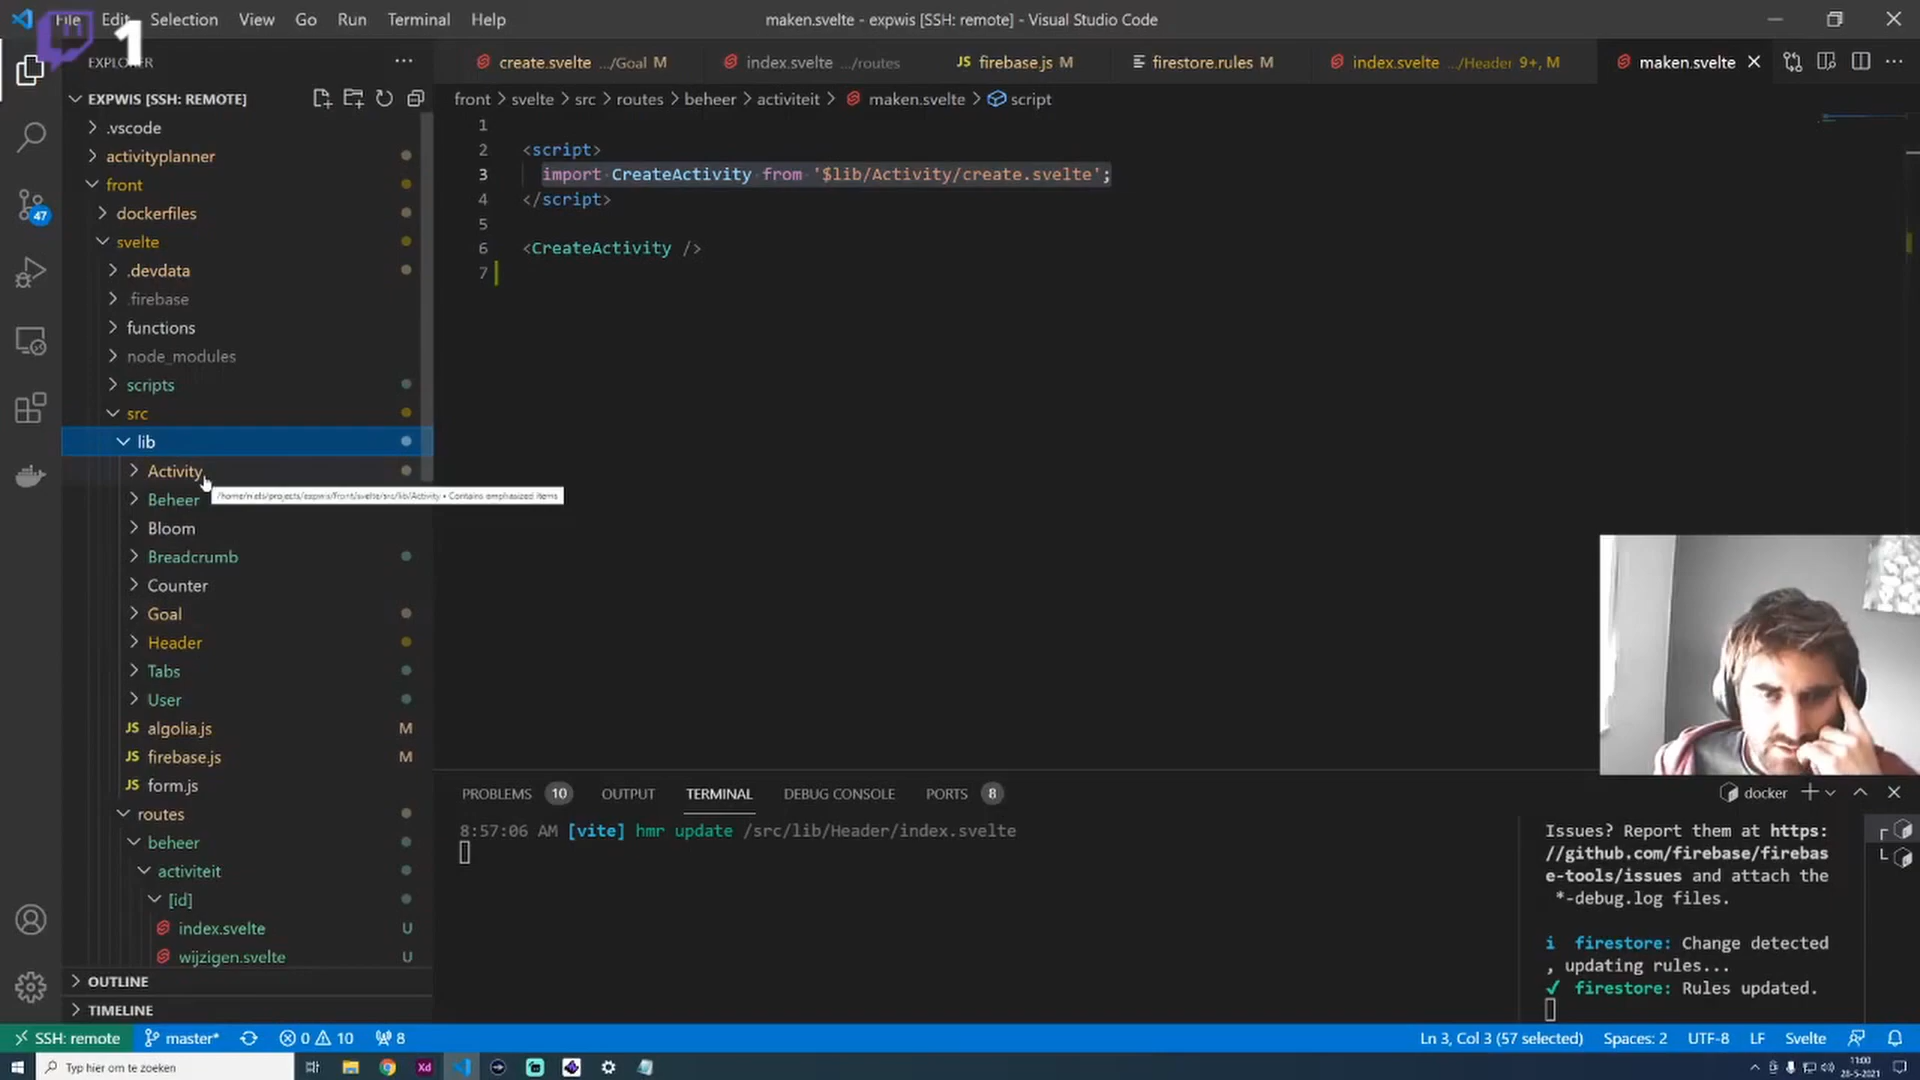 File Edit Selection View Go Run Terminal Help
maken.svelte - expwis [SSH: remote] - Visual Studio Code
1
EXPLORER
create.svelte .../Goal M
index.svelte .../routes
JS firebase.js M
firestore.rules M
index.svelte .../Header 9+, M
maken.svelte
EXPWIS [SSH: REMOTE]
front > svelte > src > routes > beheer > activiteit > maken.svelte > script
.vscode
activityplanner
front
dockerfiles
svelte
.devdata
.firebase
functions
node_modules
scripts
src
lib
Activity
/home/niels/projects/expwis/front/svelte/src/lib/Activity • Contains emphasized items
Beheer
Bloom
Breadcrumb
Counter
Goal
Header
Tabs
User
JS algolia.js M
JS firebase.js M
JS form.js
routes
beheer
activiteit
[id]
index.svelte U
wijzigen.svelte U
OUTLINE
TIMELINE
47
1
2 <script>
3 import CreateActivity from '$lib/Activity/create.svelte';
4 </script>
5
6 <CreateActivity />
7
PROBLEMS 10 OUTPUT TERMINAL DEBUG CONSOLE PORTS 8
docker
8:57:06 AM [vite] hmr update /src/lib/Header/index.svelte
Issues? Report them at https:
//github.com/firebase/firebas
e-tools/issues and attach the
*-debug.log files.
i firestore: Change detected
, updating rules...
✓ firestore: Rules updated.
SSH: remote master* 0 10 8
Ln 3, Col 3 (57 selected) Spaces: 2 UTF-8 LF Svelte
Typ hier om te zoeken
Xd
11:00
28-5-2021